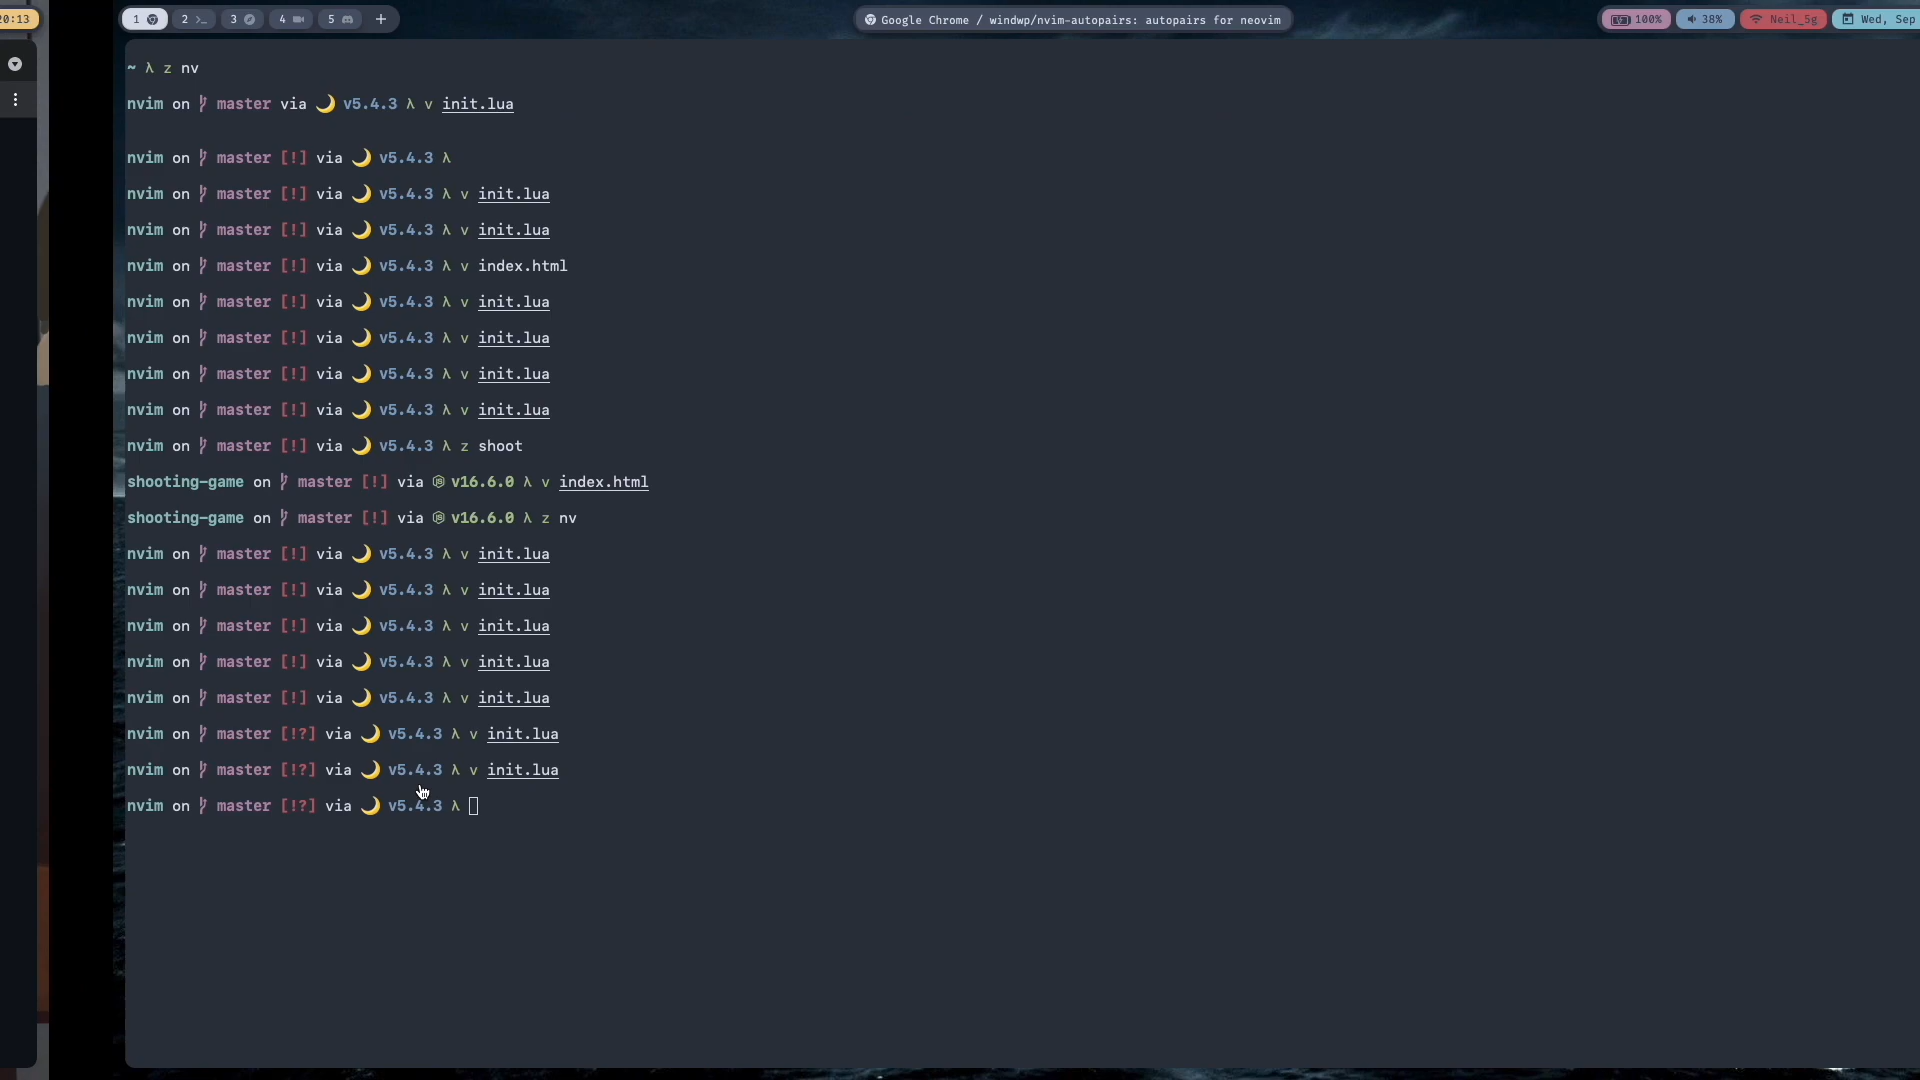 20:13 1 2 3 4 5 + Google Chrome / windwp/nvim-autopairs: autopairs for neovim 100% 38% Neil_5g Wed, Sep
~ λ z nv
nvim on master via 🌙 v5.4.3 λ v init.lua
nvim on master [!] via 🌙 v5.4.3 λ
nvim on master [!] via 🌙 v5.4.3 λ v init.lua
nvim on master [!] via 🌙 v5.4.3 λ v init.lua
nvim on master [!] via 🌙 v5.4.3 λ v index.html
nvim on master [!] via 🌙 v5.4.3 λ v init.lua
nvim on master [!] via 🌙 v5.4.3 λ v init.lua
nvim on master [!] via 🌙 v5.4.3 λ v init.lua
nvim on master [!] via 🌙 v5.4.3 λ v init.lua
nvim on master [!] via 🌙 v5.4.3 λ z shoot
shooting-game on master [!] via v16.6.0 λ v index.html
shooting-game on master [!] via v16.6.0 λ z nv
nvim on master [!] via 🌙 v5.4.3 λ v init.lua
nvim on master [!] via 🌙 v5.4.3 λ v init.lua
nvim on master [!] via 🌙 v5.4.3 λ v init.lua
nvim on master [!] via 🌙 v5.4.3 λ v init.lua
nvim on master [!] via 🌙 v5.4.3 λ v init.lua
nvim on master [!?] via 🌙 v5.4.3 λ v init.lua
nvim on master [!?] via 🌙 v5.4.3 λ v init.lua
nvim on master [!?] via 🌙 v5.4.3 λ